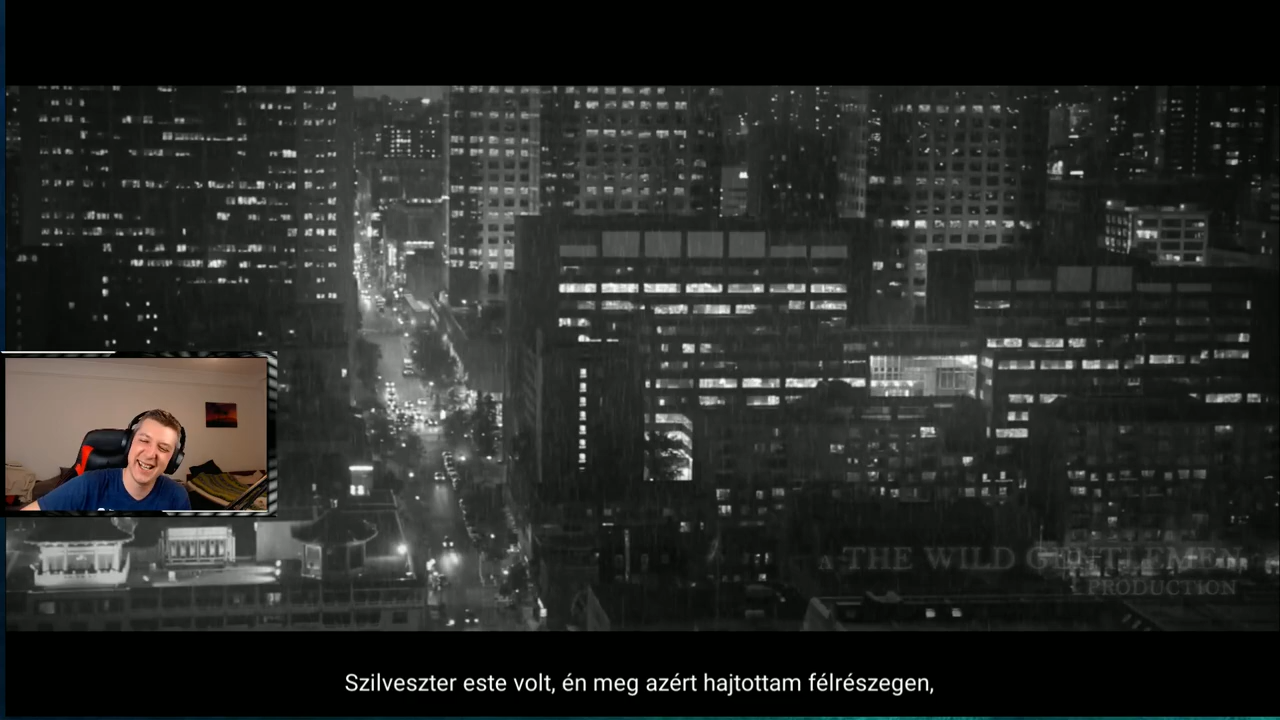 A THE WILD GENTLEMEN
PRODUCTION
Szilveszter este volt, én meg azért hajtottam félrészegen,